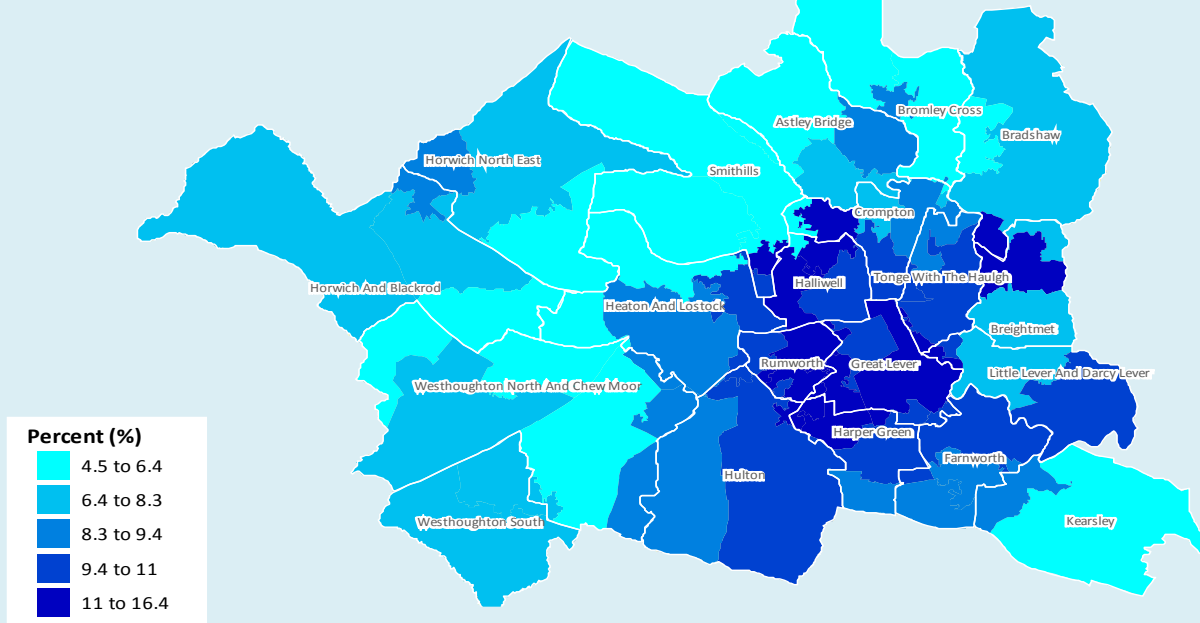 Bromley Cross
Astley Bridge
Bradshaw
Horwich North East
Smithills
Crompton
Tonge With The Haulgh
Halliwell
Horwich And Blackrod
Heaton And Lostock
Breightmet
Rumworth
Great Lever
Little Lever And Darcy Lever
Westhoughton North And Chew Moor
Harper Green
Farnworth
Hulton
Westhoughton South
Kearsley
Percent (%)
4.5 to 6.4
6.4 to 8.3
8.3 to 9.4
9.4 to 11
11 to 16.4